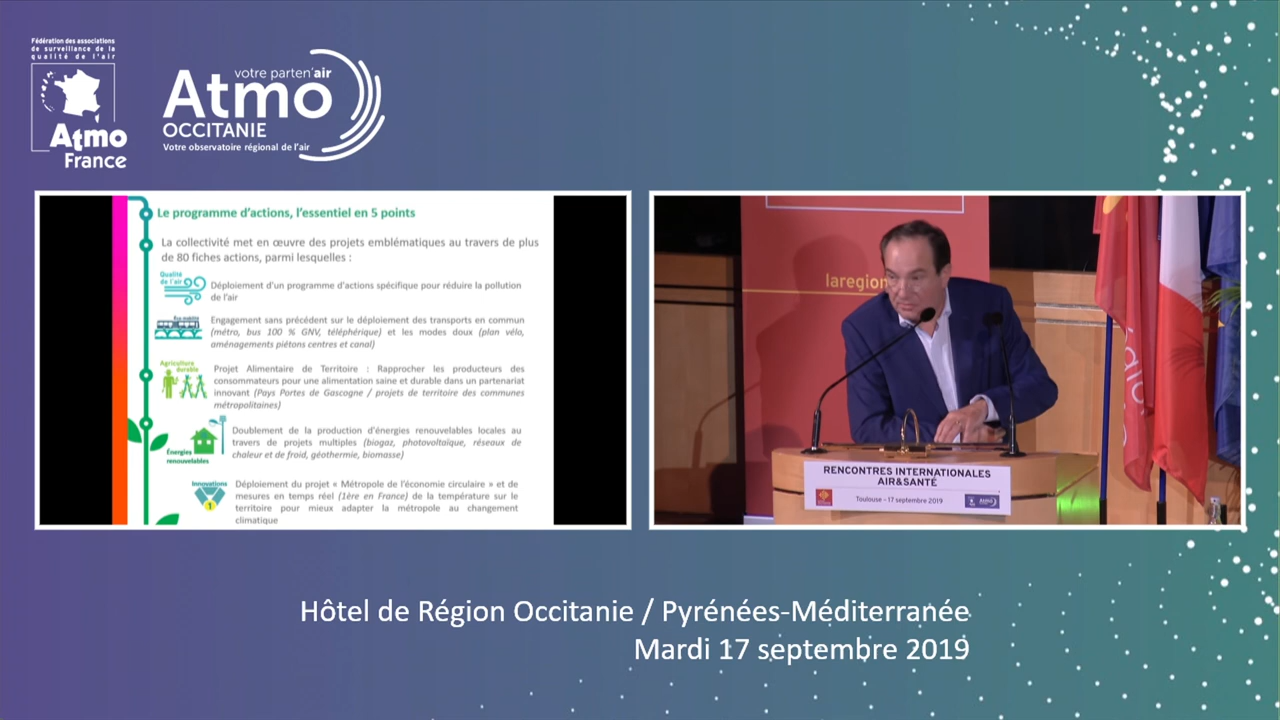 Fédération des associations
de surveillance de la
qualité de l'air
Atmo
France
votre parten'air
Atmo
OCCITANIE
Votre observatoire régional de l'air
Le programme d'actions, l'essentiel en 5 points
La collectivité met en œuvre des projets emblématiques au travers de plus
de 80 fiches actions, parmi lesquelles :
Qualité
de l'air
Déploiement d'un programme d'actions spécifique pour réduire la pollution
de l'air
Éco mobilité
Engagement sans précédent sur le déploiement des transports en commun
(métro, bus 100 % GNV, téléphérique) et les modes doux (plan vélo,
aménagements piétons centres et canal)
Agriculture
durable
Projet Alimentaire de Territoire : Rapprocher les producteurs des
consommateurs pour une alimentation saine et durable dans un partenariat
innovant (Pays Portes de Gascogne / projets de territoire des communes
métropolitaines)
Énergies
renouvelables
Doublement de la production d'énergies renouvelables locales au
travers de projets multiples (biogaz, photovoltaïque, réseaux de
chaleur et de froid, géothermie, biomasse)
Innovations
1
Déploiement du projet « Métropole de l'économie circulaire » et de
mesures en temps réel (1ère en France) de la température sur le
territoire pour mieux adapter la métropole au changement
climatique
laregion
RENCONTRES INTERNATIONALES
AIR&SANTÉ
Toulouse - 17 septembre 2019
Hôtel de Région Occitanie / Pyrénées-Méditerranée
Mardi 17 septembre 2019